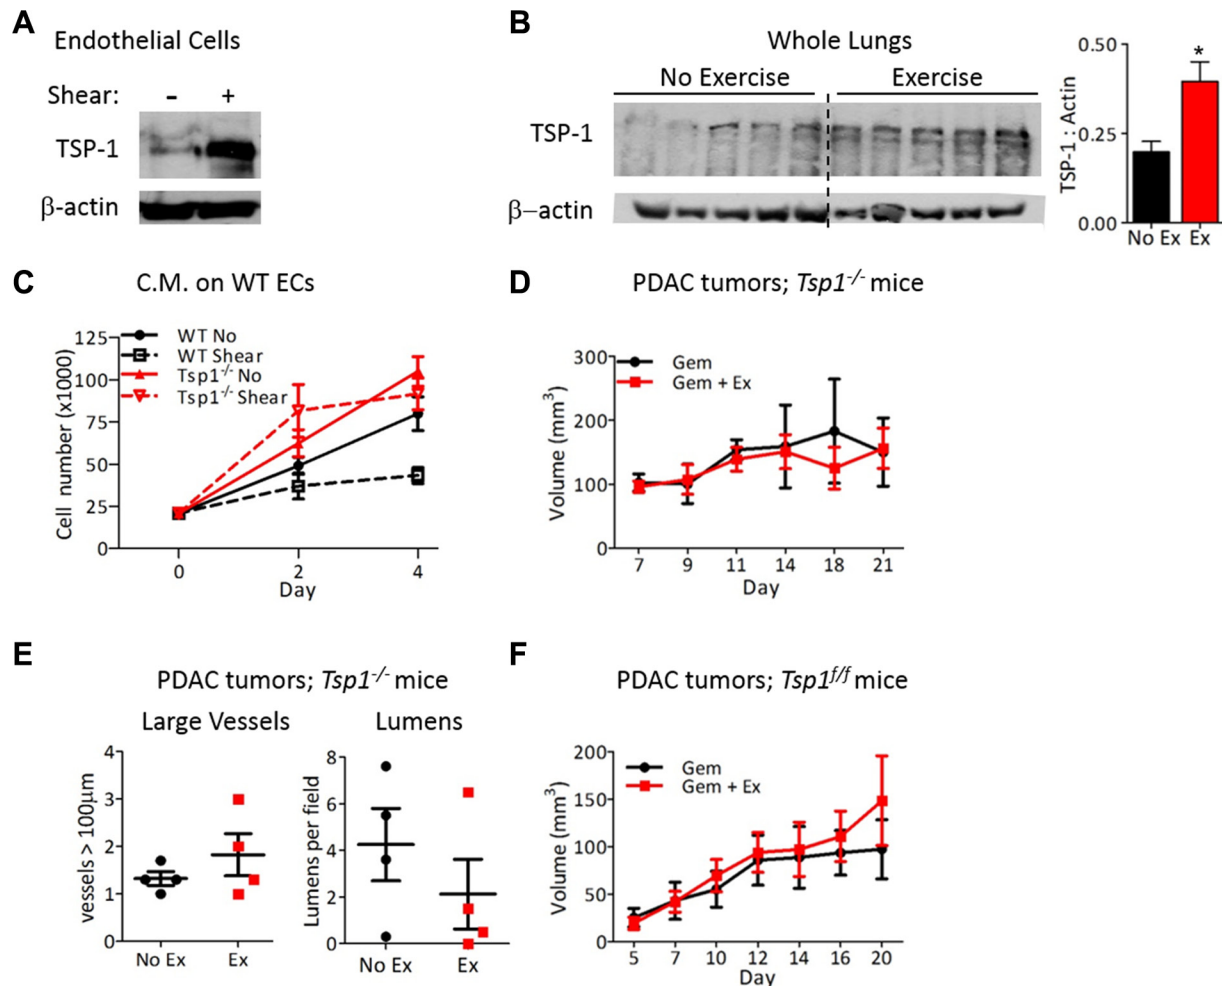 A
Endothelial Cells
Shear: - +
TSP-1
β-actin
B
Whole Lungs
No Exercise Exercise
TSP-1
β-actin
TSP-1 : Actin
0.50
0.25
0.00
*
No Ex Ex
C
C.M. on WT ECs
WT No
WT Shear
Tsp1-/- No
Tsp1-/- Shear
Cell number (x1000)
125
100
75
50
25
0
0 2 4
Day
D
PDAC tumors; Tsp1-/- mice
Gem
Gem + Ex
Volume (mm3)
300
200
100
0
7 9 11 14 18 21
Day
E
PDAC tumors; Tsp1-/- mice
Large Vessels
vessels > 100μm
4
3
2
1
0
No Ex Ex
Lumens
Lumens per field
8
6
4
2
0
No Ex Ex
F
PDAC tumors; Tsp1f/f mice
Gem
Gem + Ex
Volume (mm3)
200
150
100
50
0
5 7 10 12 14 16 20
Day